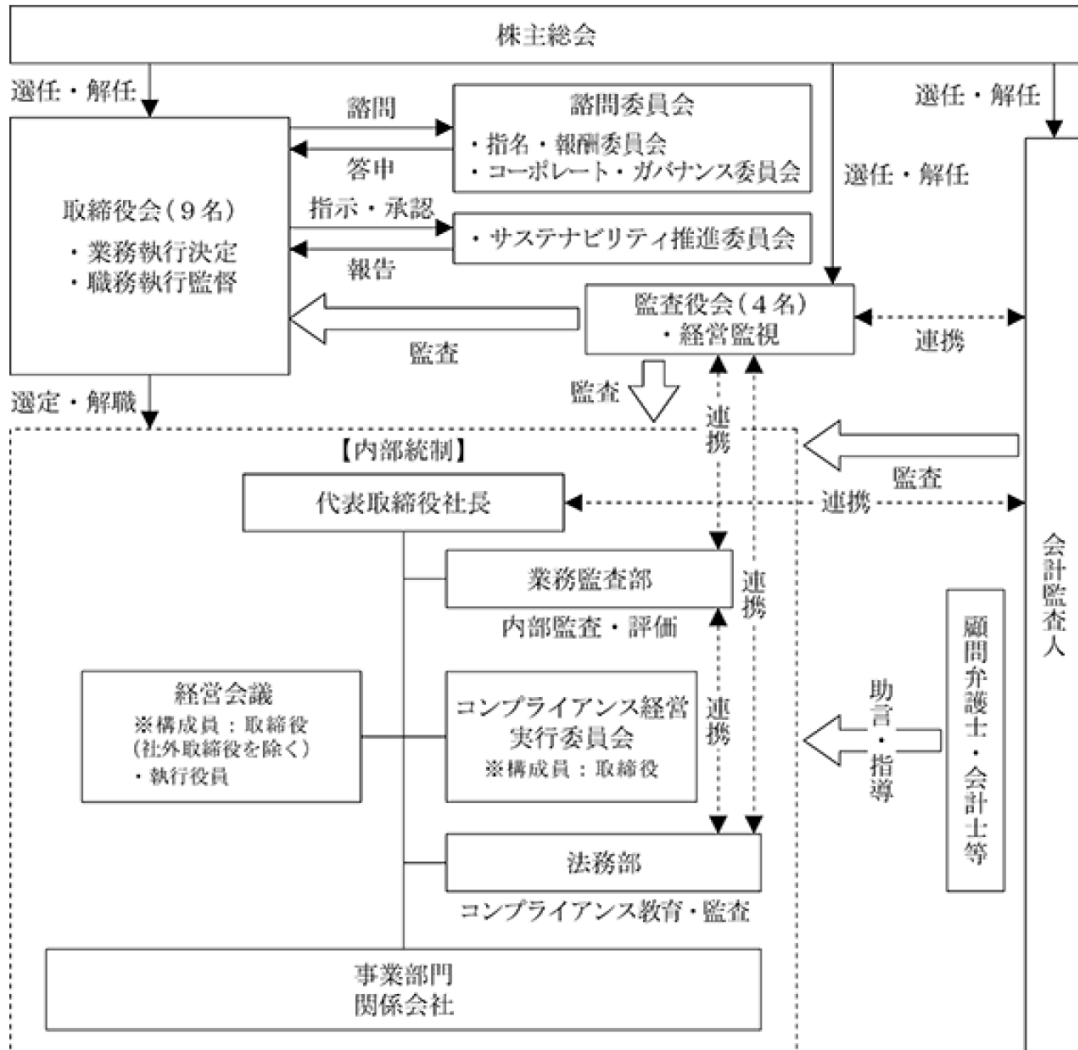 株主総会
選任・解任
選任・解任
選任・解任
諮問
答申
諮問委員会
・指名・報酬委員会
・コーポレート・ガバナンス委員会
取締役会(9名)
・業務執行決定
・職務執行監督
指示・承認
報告
・サステナビリティ推進委員会
監査役会(4名)
・経営監視
監査
連携
選定・解職
監査
連携
【内部統制】
監査
代表取締役社長
連携
会計監査人
業務監査部
内部監査・評価
連携
経営会議
※構成員：取締役
(社外取締役を除く)
・執行役員
コンプライアンス経営
実行委員会
※構成員：取締役
連携
助言・指導
顧問弁護士・会計士等
法務部
コンプライアンス教育・監査
事業部門
関係会社